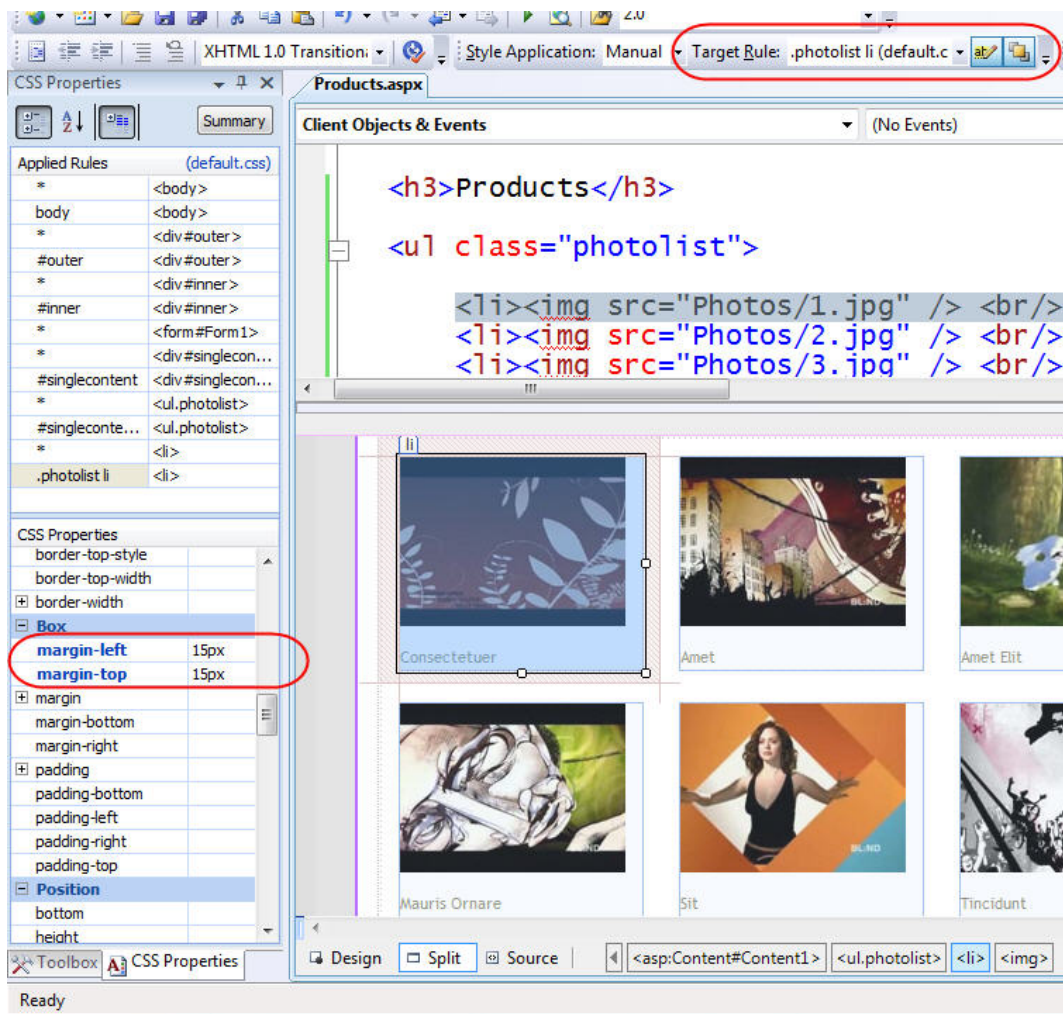 2.0
XHTML 1.0 Transition: Style Application: Manual Target Rule: .photolist li (default.c
CSS Properties
Summary
Applied Rules (default.css)
* <body>
body <body>
* <div#outer>
#outer <div#outer>
* <div#inner>
#inner <div#inner>
* <form#Form1>
* <div#singlecon...
#singlecontent <div#singlecon...
* <ul.photolist>
#singleconte... <ul.photolist>
* <li>
.photolist li <li>
CSS Properties
border-top-style
border-top-width
border-width
Box
margin-left 15px
margin-top 15px
margin
margin-bottom
margin-right
padding
padding-bottom
padding-left
padding-right
padding-top
Position
bottom
height
Toolbox CSS Properties
Products.aspx
Client Objects & Events (No Events)
<h3>Products</h3>
<ul class="photolist">
<li><img src="Photos/1.jpg" /> <br/>
<li><img src="Photos/2.jpg" /> <br/>
<li><img src="Photos/3.jpg" /> <br/>
li
BLIND
Consectetuer Amet Amet Elit
BLIND BLIND
Mauris Ornare Sit Tincidunt
Design Split Source <asp:Content#Content1> <ul.photolist> <li> <img>
Ready